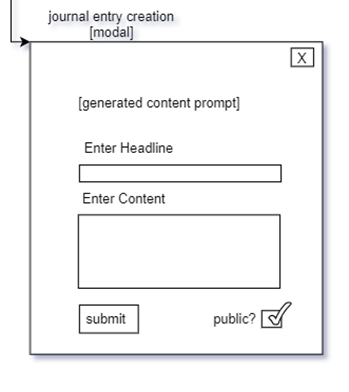 journal entry creation
[modal]
X
[generated content prompt]
Enter Headline
Enter Content
submit
public?